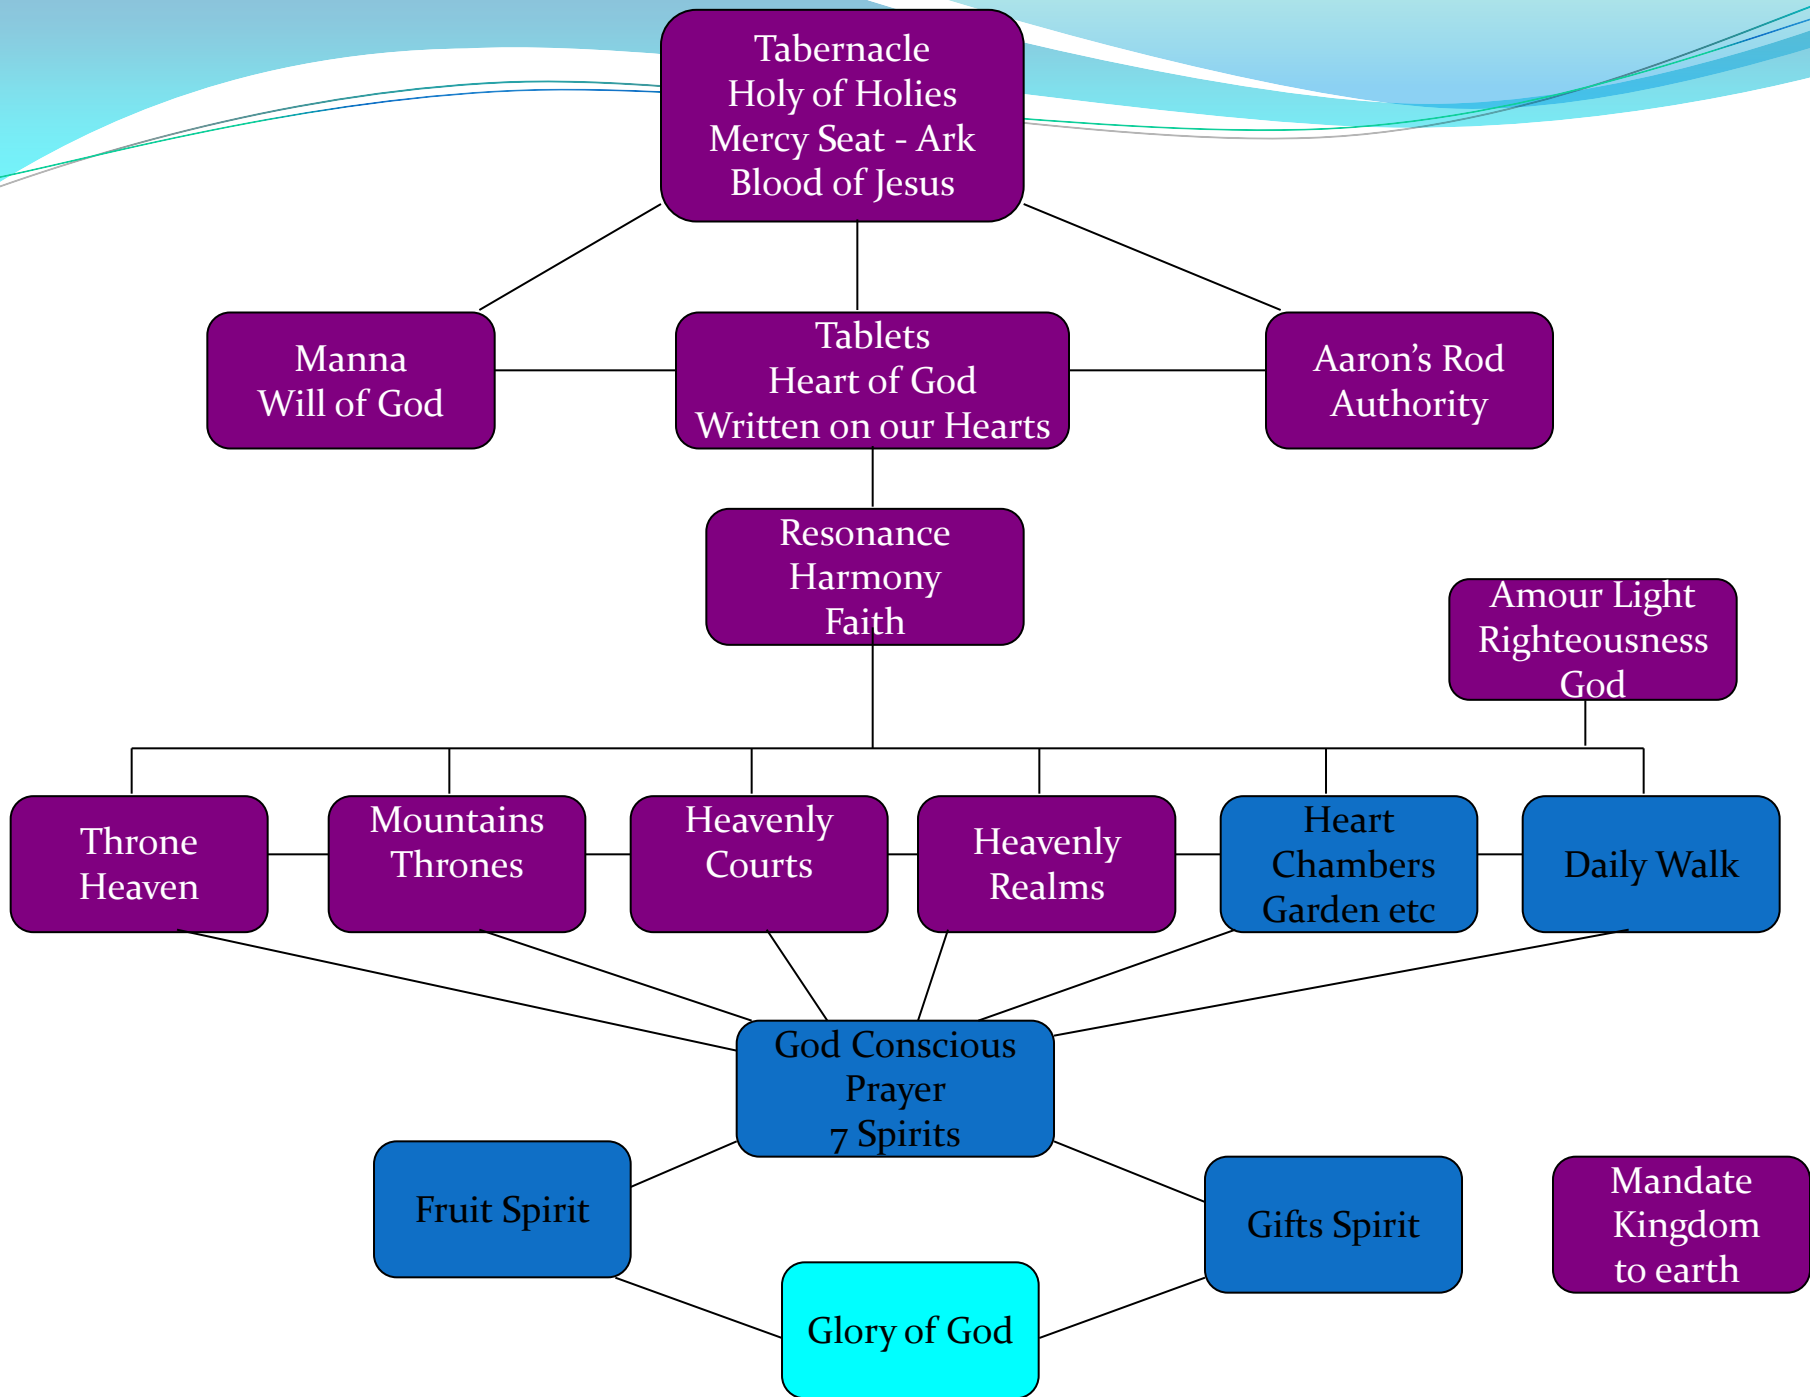 Tabernacle
Holy of Holies
Mercy Seat - Ark
Blood of Jesus
Manna
Will of God
Tablets
Heart of God
Written on our Hearts
Aaron’s Rod
Authority
Resonance
Harmony
Faith
Amour Light
Righteousness
God
Throne
Heaven
Mountains
Thrones
Heavenly
Courts
Heavenly
Realms
Heart
Chambers
Garden etc
Daily Walk
God Conscious
Prayer
7 Spirits
Fruit Spirit
Gifts Spirit
Mandate
Kingdom
to earth
Glory of God